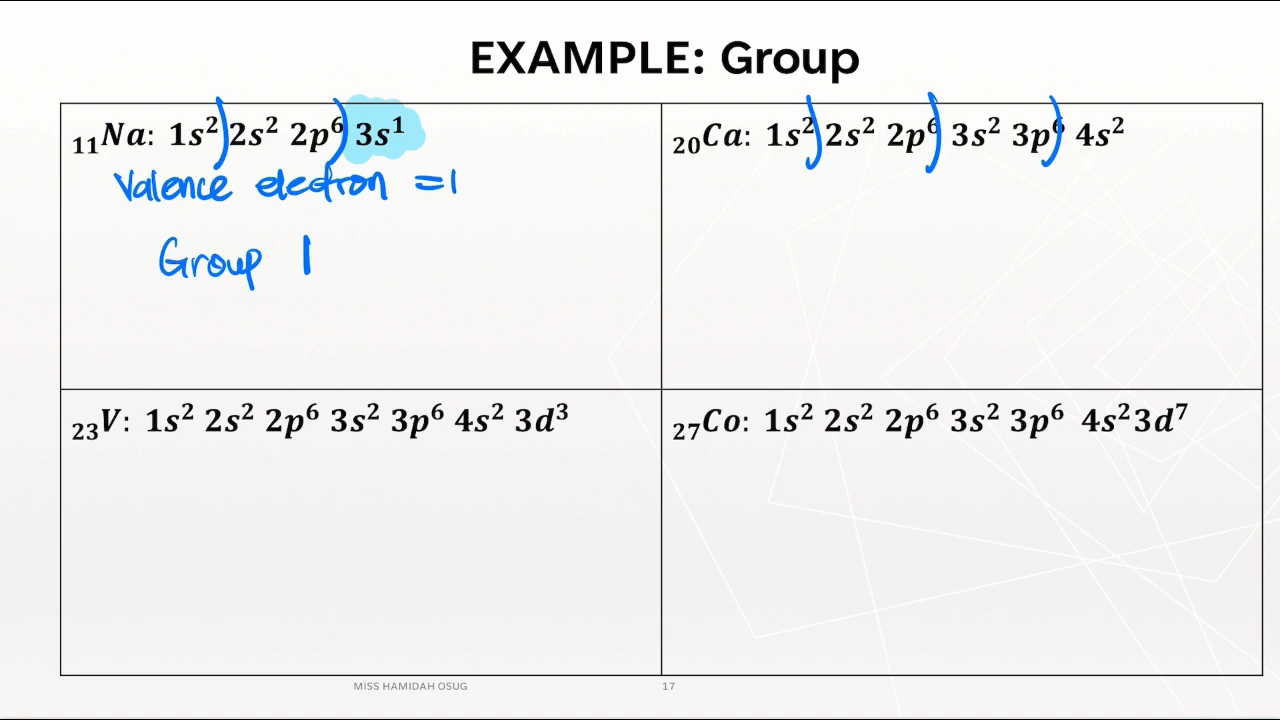 EXAMPLE: Group
₁₁Na: 1s² 2s² 2p⁶ 3s¹
Valence electron = 1
Group 1
₂₀Ca: 1s² 2s² 2p⁶ 3s² 3p⁶ 4s²
₂₃V: 1s² 2s² 2p⁶ 3s² 3p⁶ 4s² 3d³
₂₇Co: 1s² 2s² 2p⁶ 3s² 3p⁶ 4s² 3d⁷
MISS HAMIDAH OSUG
17